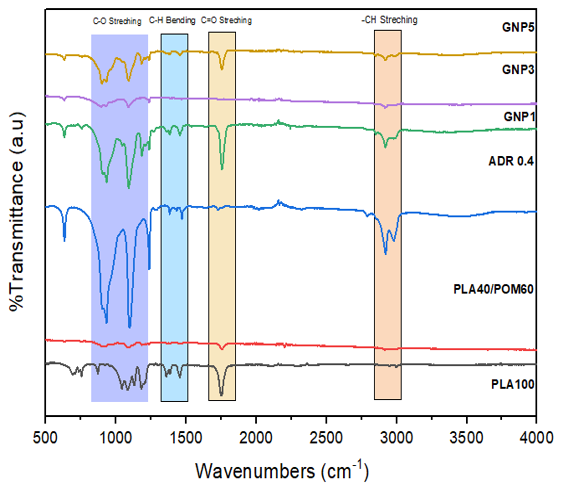 C-O Streching C-H Bending C=O Streching -CH Streching
GNP5
GNP3
GNP1
ADR 0.4
PLA40/POM60
PLA100
%Transmittance (a.u)
500 1000 1500 2000 2500 3000 3500 4000
Wavenumbers (cm-1)